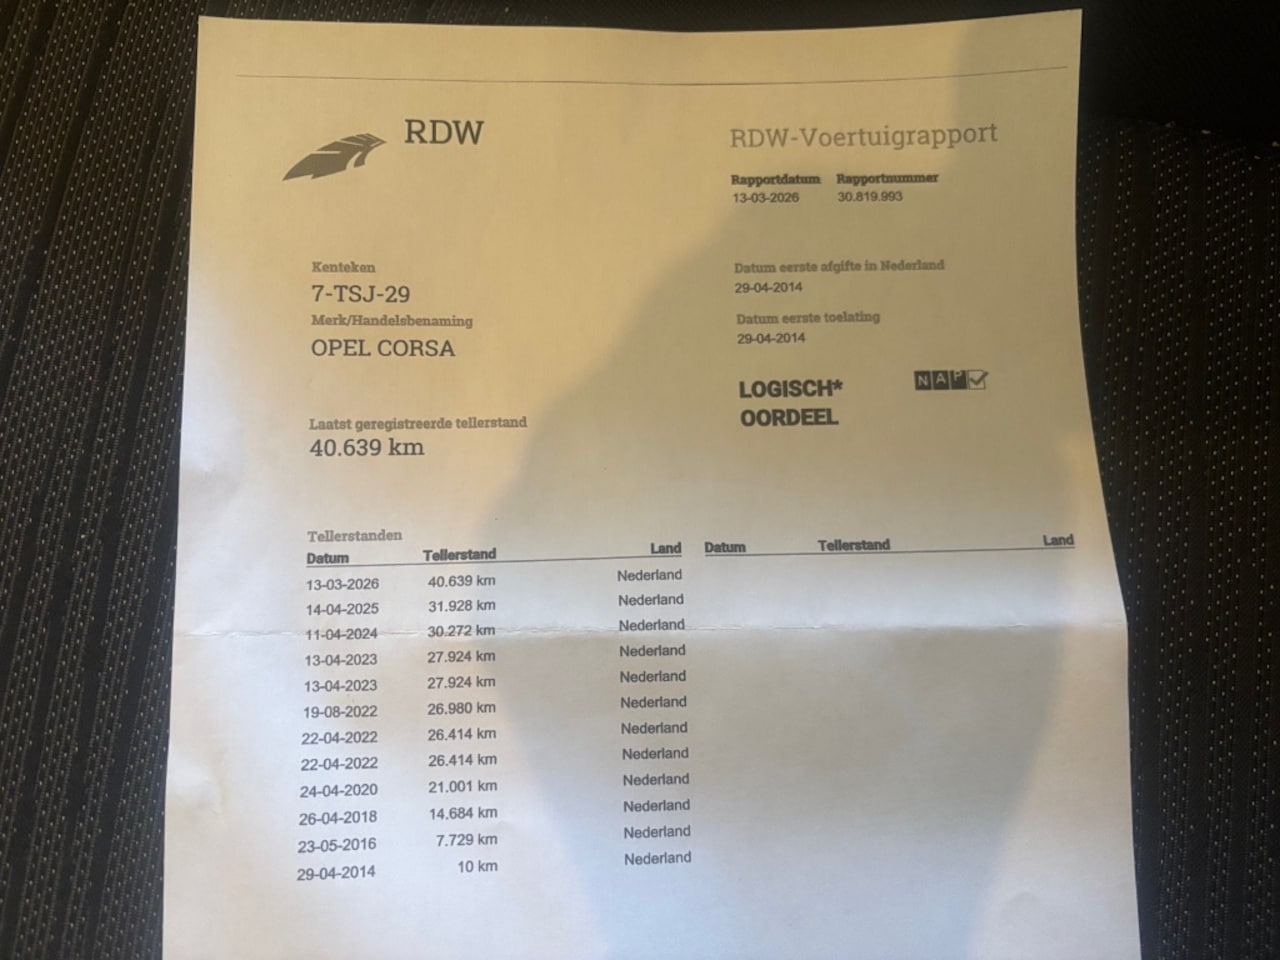 RDW
RDW-Voertuigrapport
Rapportdatum Rapportnummer
13-03-2026 30.819.993
Kenteken
7-TSJ-29
Merk/Handelsbenaming
OPEL CORSA
Datum eerste afgifte in Nederland
29-04-2014
Datum eerste toelating
29-04-2014
LOGISCH*
OORDEEL
NAP
Laatst geregistreerde tellerstand
40.639 km
Tellerstanden
Datum Tellerstand Land Datum Tellerstand Land
13-03-2026 40.639 km Nederland
14-04-2025 31.928 km Nederland
11-04-2024 30.272 km Nederland
13-04-2023 27.924 km Nederland
13-04-2023 27.924 km Nederland
19-08-2022 26.980 km Nederland
22-04-2022 26.414 km Nederland
22-04-2022 26.414 km Nederland
24-04-2020 21.001 km Nederland
26-04-2018 14.684 km Nederland
23-05-2016 7.729 km Nederland
29-04-2014 10 km Nederland